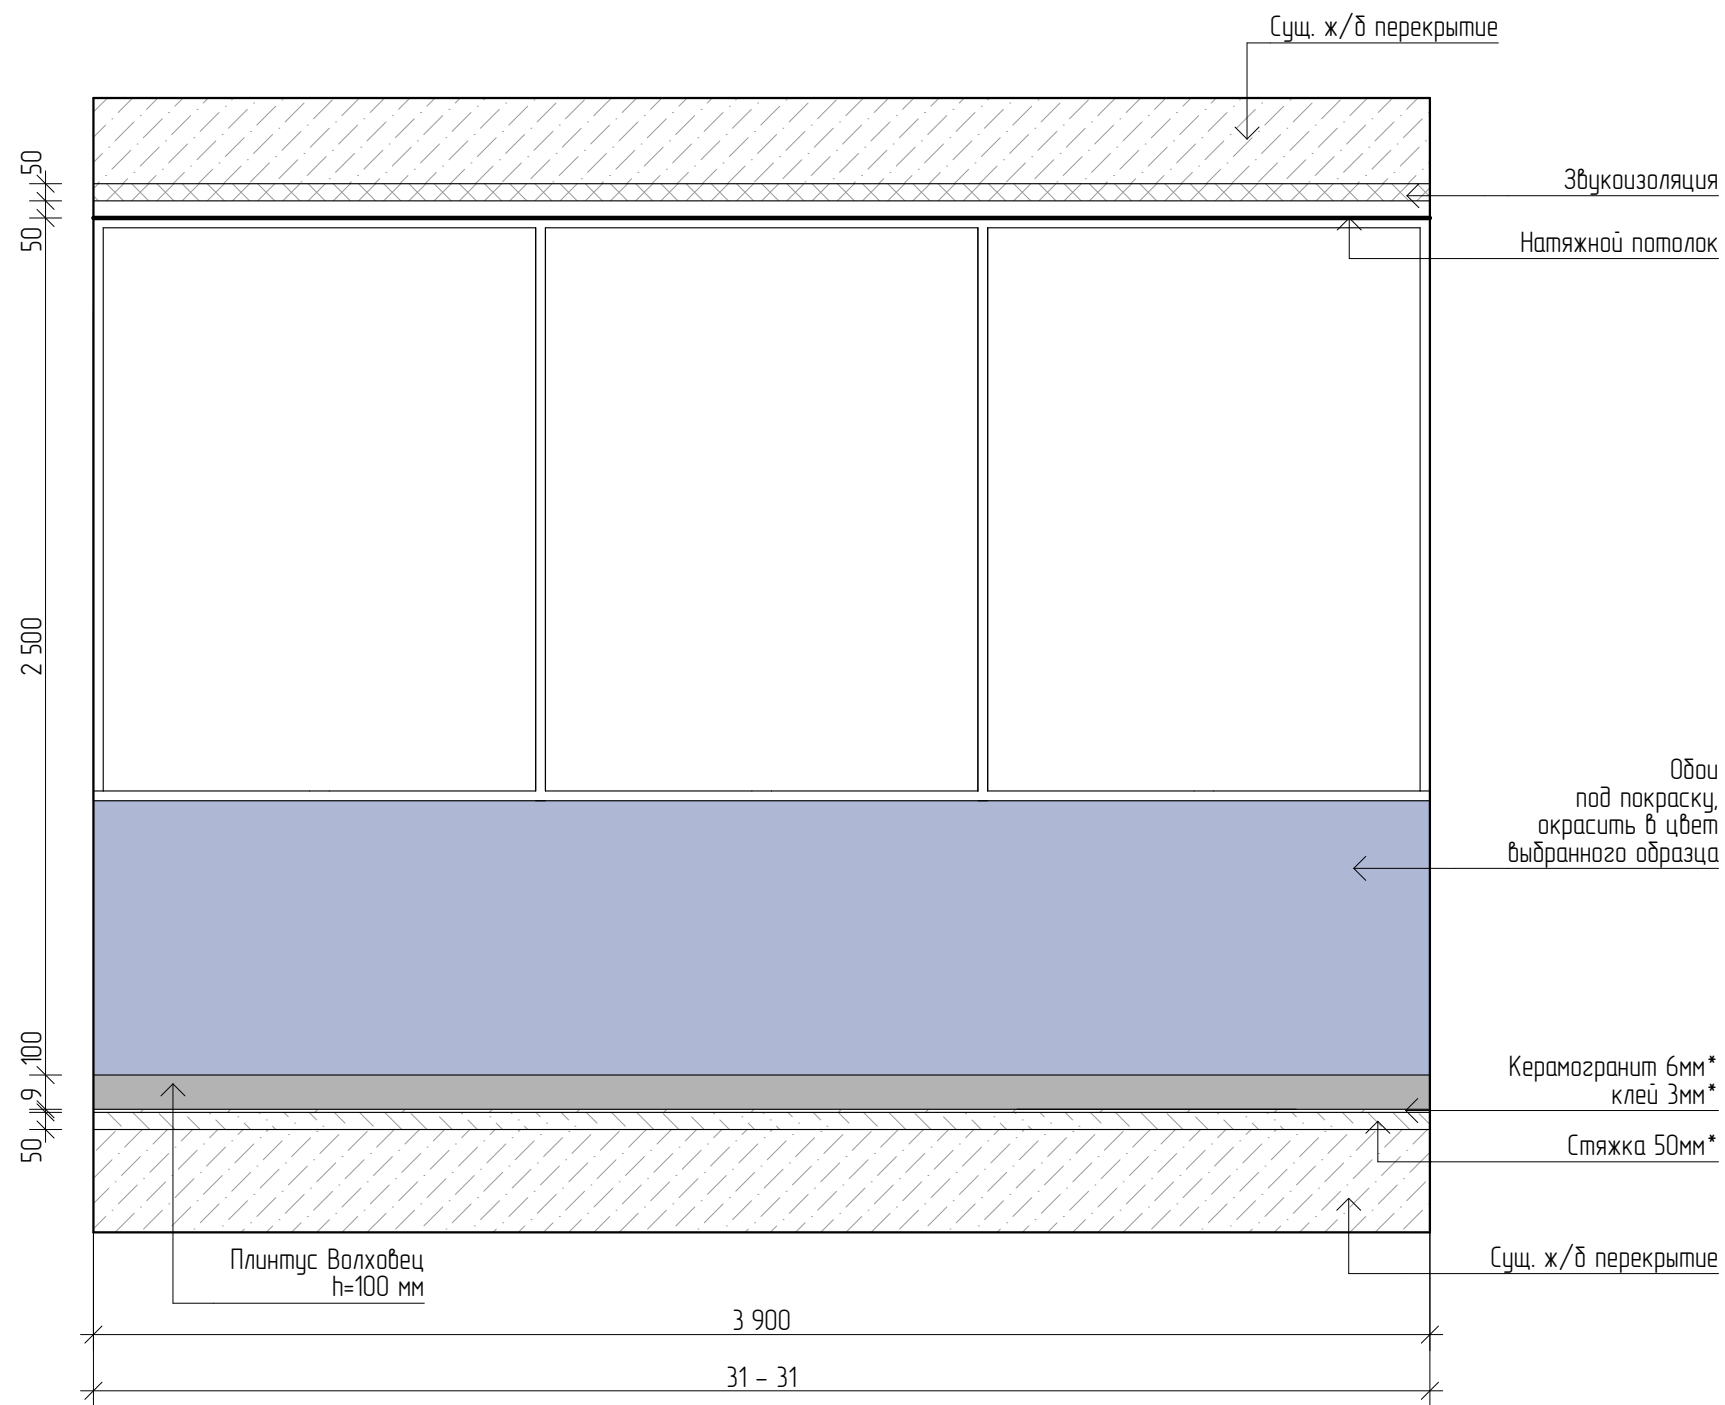 Сущ. ж/б перекрытие
50
Звукоизоляция
50
Натяжной потолок
2 500
Обои
под покраску,
окрасить в цвет
выбранного образца
100
Керамогранит 6мм*
9
клей 3мм*
50
Стяжка 50мм*
Плинтус Волховец
h=100 мм
Сущ. ж/б перекрытие
3 900
31 – 31